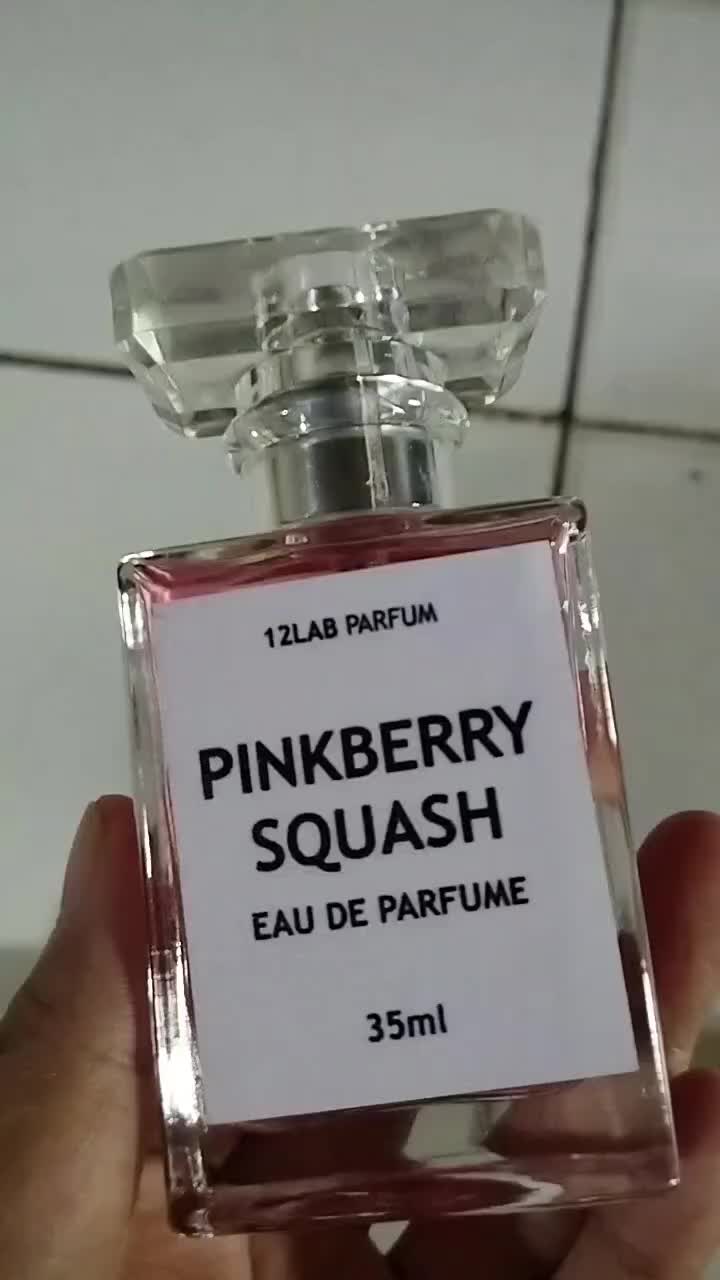 12LAB PARFUM
PINKBERRY
SQUASH
EAU DE PARFUME
35ml